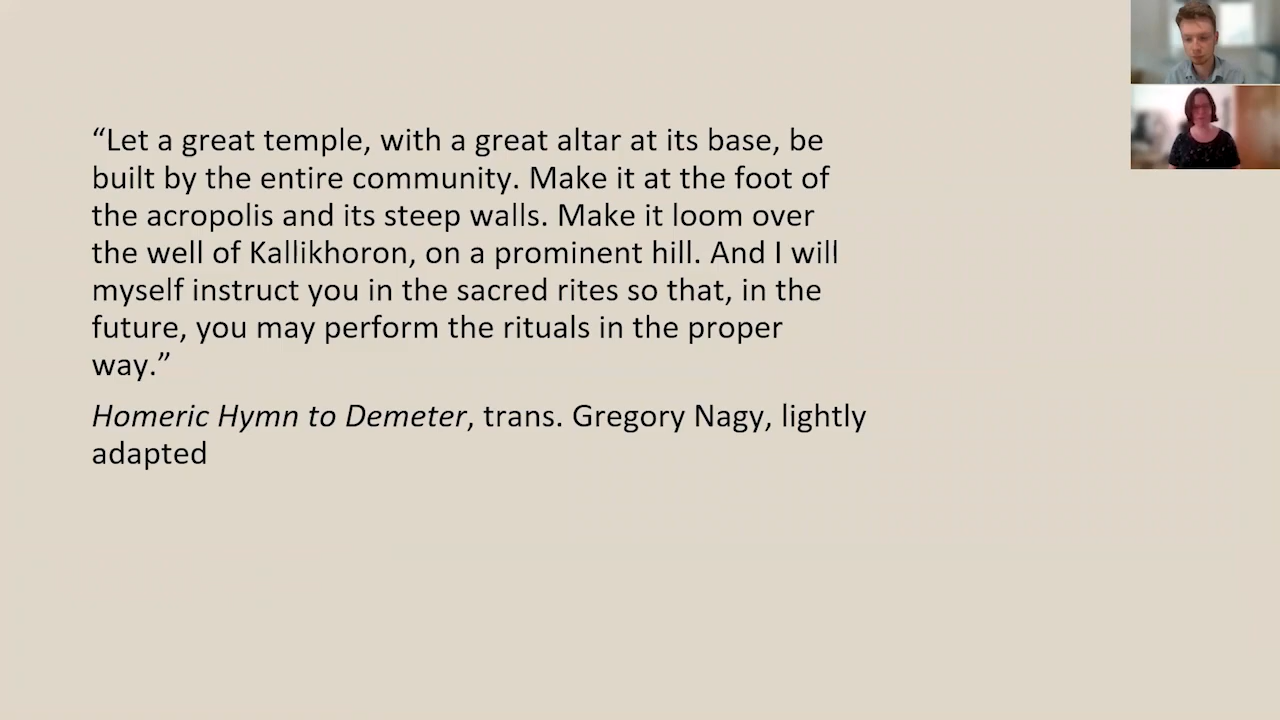 “Let a great temple, with a great altar at its base, be
built by the entire community. Make it at the foot of
the acropolis and its steep walls. Make it loom over
the well of Kallikhoron, on a prominent hill. And I will
myself instruct you in the sacred rites so that, in the
future, you may perform the rituals in the proper
way.”
Homeric Hymn to Demeter, trans. Gregory Nagy, lightly
adapted